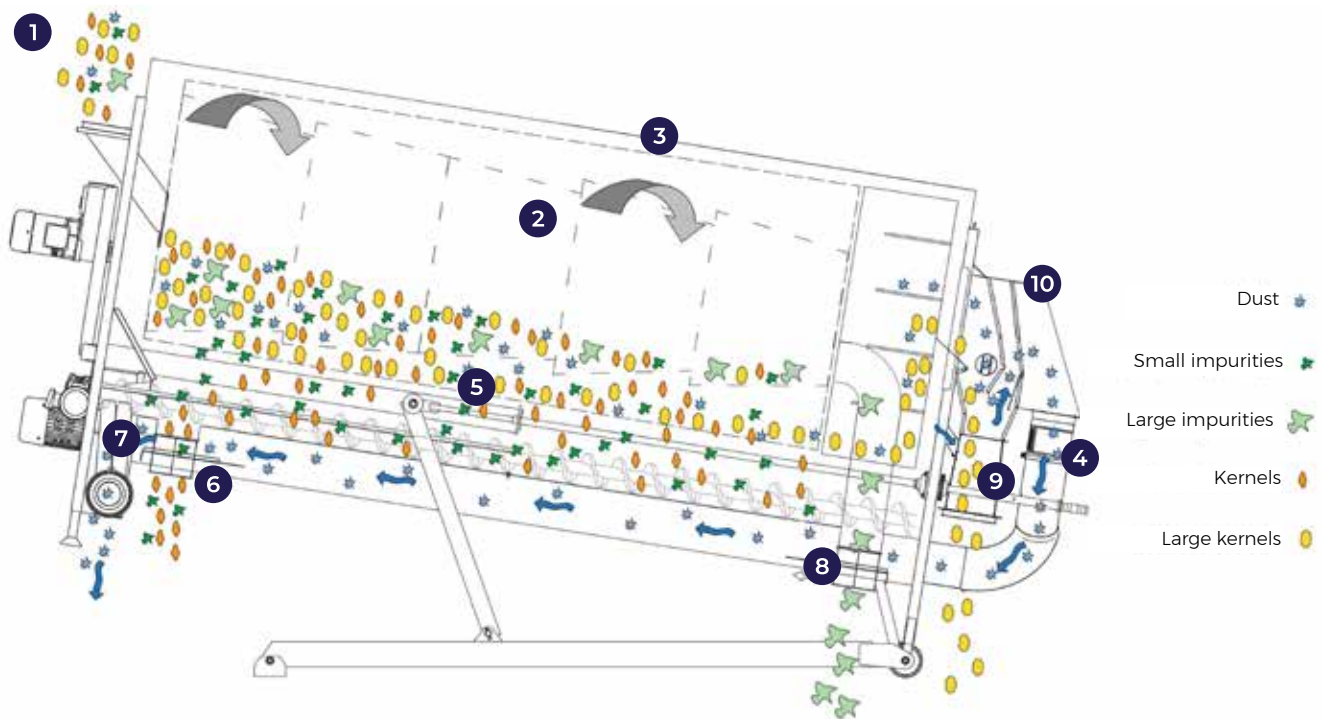 1
3
2
10
Dust
Small impurities
5
Large impurities
7
4
Kernels
6
9
Large kernels
8